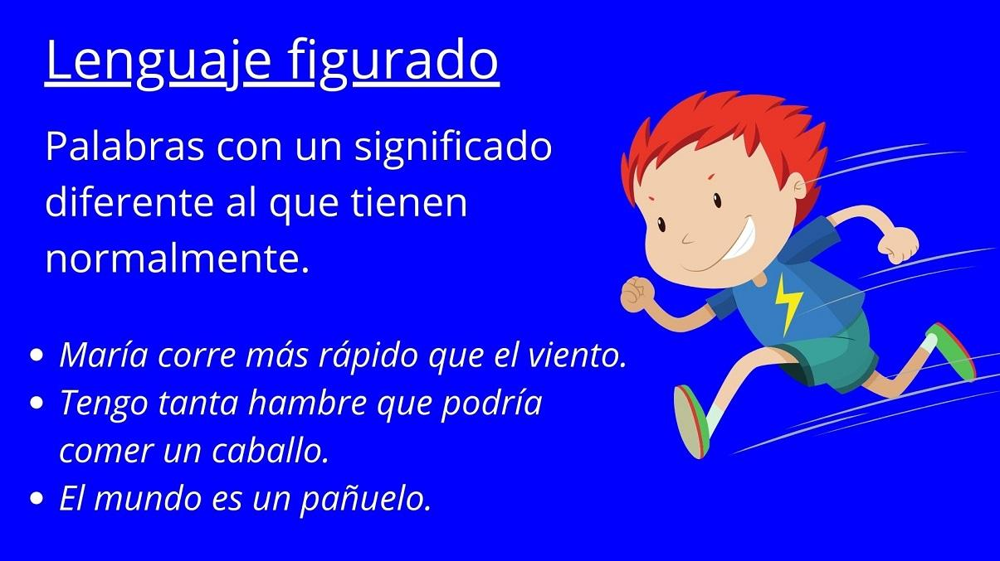 Lenguaje figurado
Palabras con un significado
diferente al que tienen
normalmente.
• María corre más rápido que el viento.
• Tengo tanta hambre que podría
comer un caballo.
• El mundo es un pañuelo.